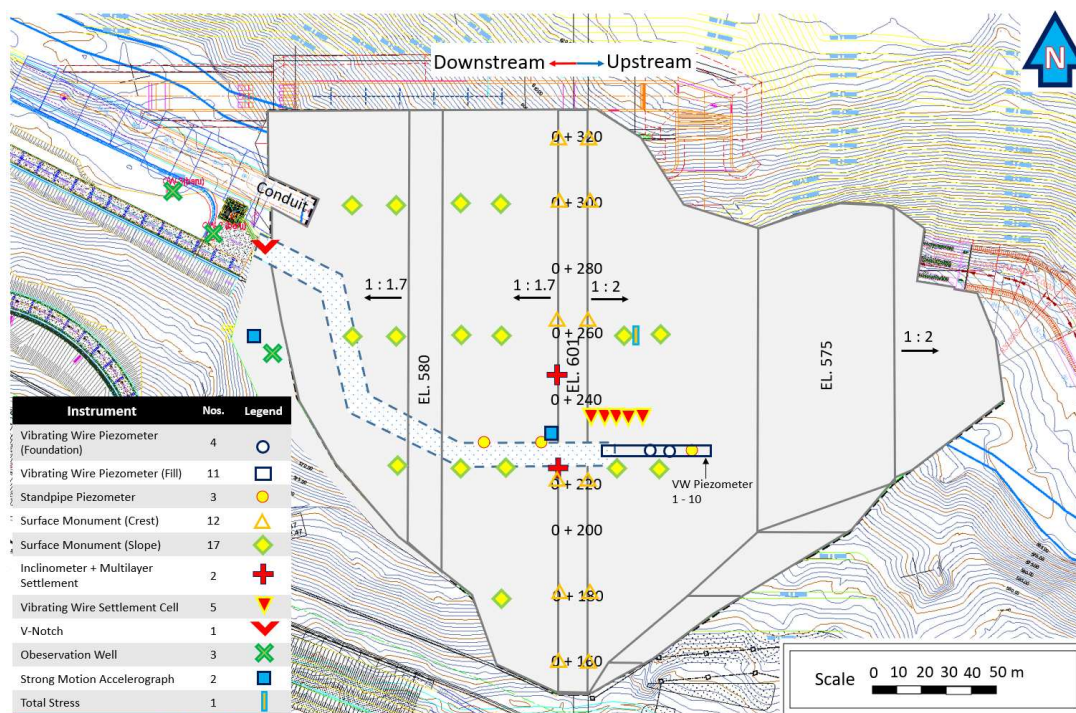 N
Downstream
Upstream
Conduit
0 + 320
0 + 300
0 + 280
1 : 1.7
1 : 1.7
1 : 2
0 + 260
EL. 580
EL. 601
EL. 575
1 : 2
0 + 240
0 + 220
VW Piezometer
1 - 10
0 + 200
0 + 180
0 + 160
Instrument Nos. Legend
Vibrating Wire Piezometer
(Foundation) 4
Vibrating Wire Piezometer (Fill) 11
Standpipe Piezometer 3
Surface Monument (Crest) 12
Surface Monument (Slope) 17
Inclinometer + Multilayer
Settlement 2
Vibrating Wire Settlement Cell 5
V-Notch 1
Obeservation Well 3
Strong Motion Accelerograph 2
Total Stress 1
Scale 0 10 20 30 40 50 m